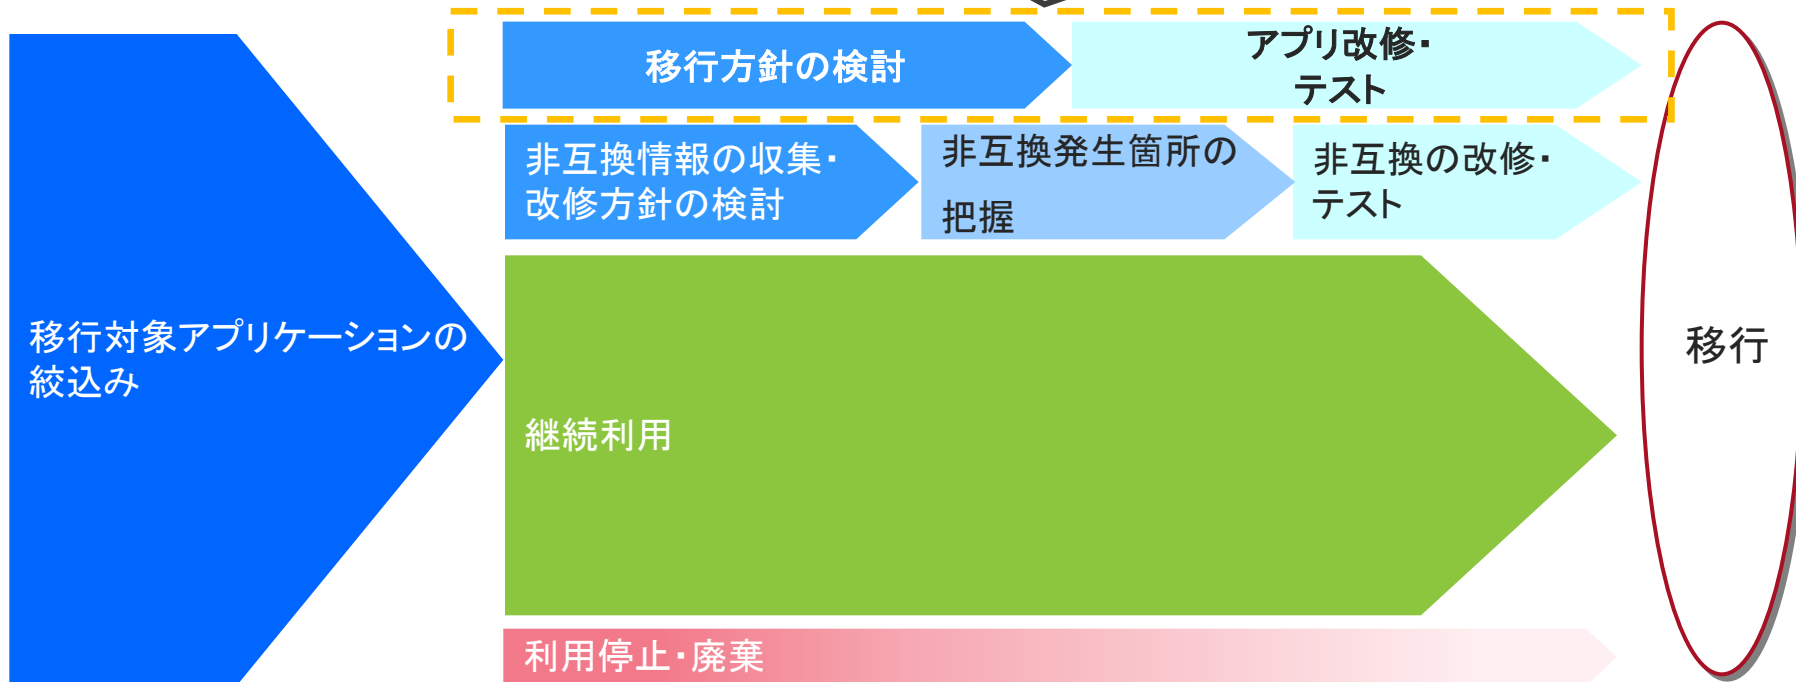 移行方針の検討
アプリ改修・
テスト
非互換情報の収集・
改修方針の検討
非互換発生箇所の
把握
非互換の改修・
テスト
移行対象アプリケーションの
絞込み
継続利用
移行
利用停止・廃棄